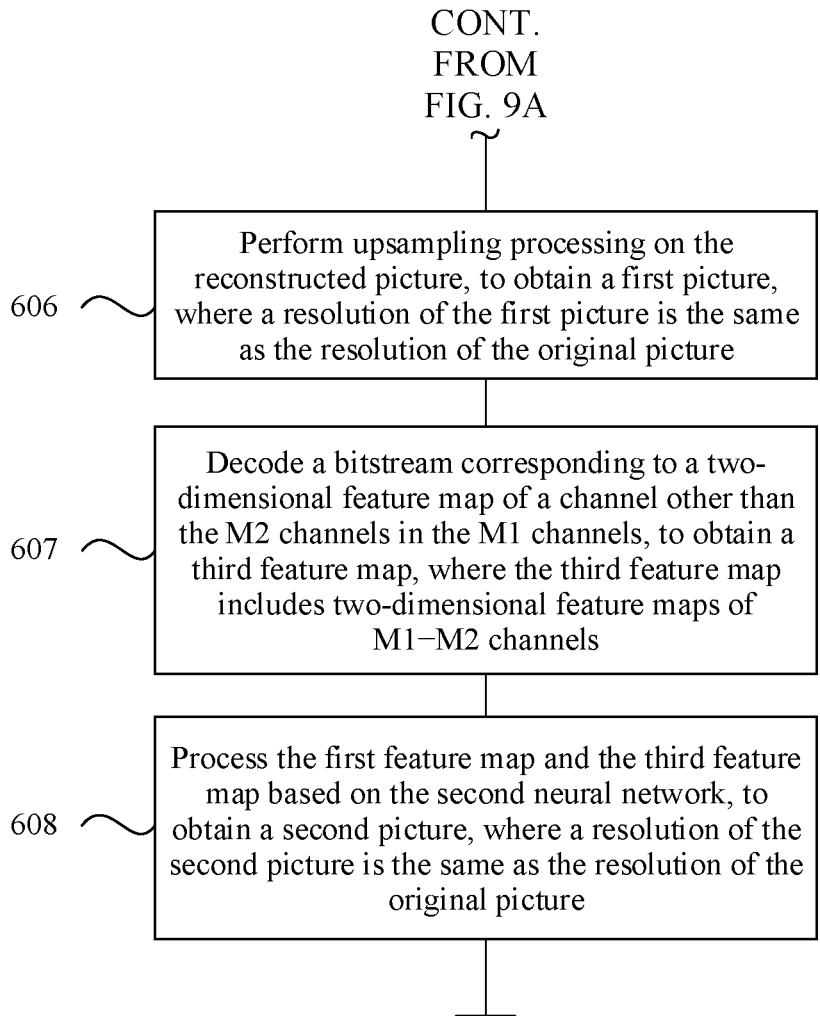 CONT.
FROM
FIG. 9A
606
Perform upsampling processing on the
reconstructed picture, to obtain a first picture,
where a resolution of the first picture is the same
as the resolution of the original picture
607
Decode a bitstream corresponding to a two-
dimensional feature map of a channel other than
the M2 channels in the M1 channels, to obtain a
third feature map, where the third feature map
includes two-dimensional feature maps of
M1−M2 channels
608
Process the first feature map and the third feature
map based on the second neural network, to
obtain a second picture, where a resolution of the
second picture is the same as the resolution of the
original picture